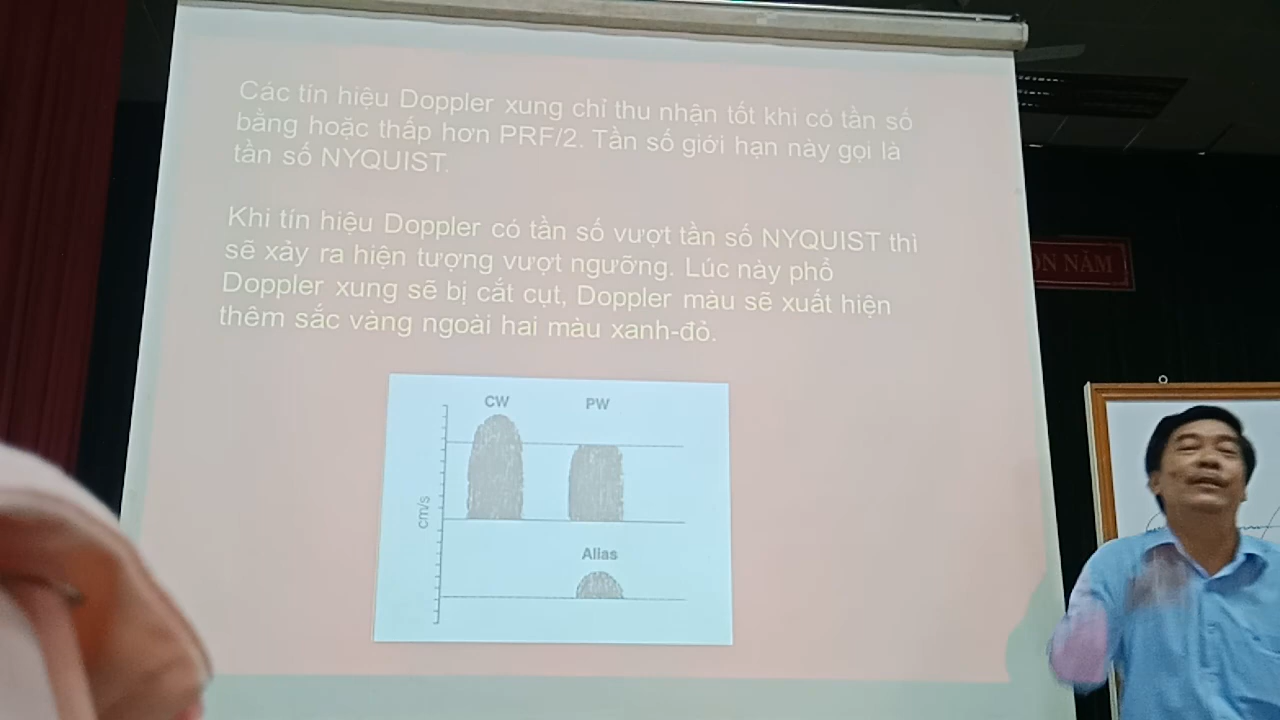 Các tín hiệu Doppler xung chỉ thu nhận tốt khi có tần số
bằng hoặc thấp hơn PRF/2. Tần số giới hạn này gọi là
tần số NYQUIST.
Khi tín hiệu Doppler có tần số vượt tần số NYQUIST thì
sẽ xảy ra hiện tượng vượt ngưỡng. Lúc này phổ
Doppler xung sẽ bị cắt cụt, Doppler màu sẽ xuất hiện
thêm sắc vàng ngoài hai màu xanh-đỏ.
CW
PW
cm/s
Alias
NĂM